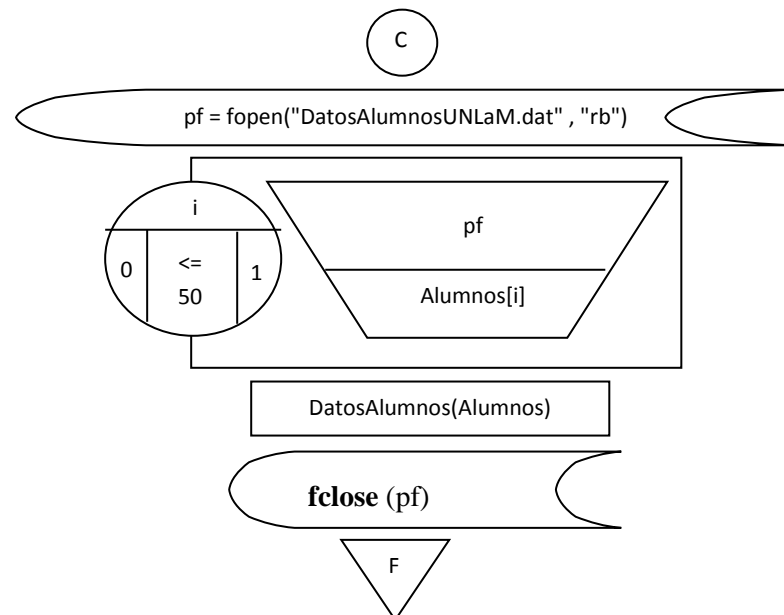 C
pf = fopen("DatosAlumnosUNLaM.dat" , "rb")
i
0
<=
50
1
pf
Alumnos[i]
DatosAlumnos(Alumnos)
fclose (pf)
F